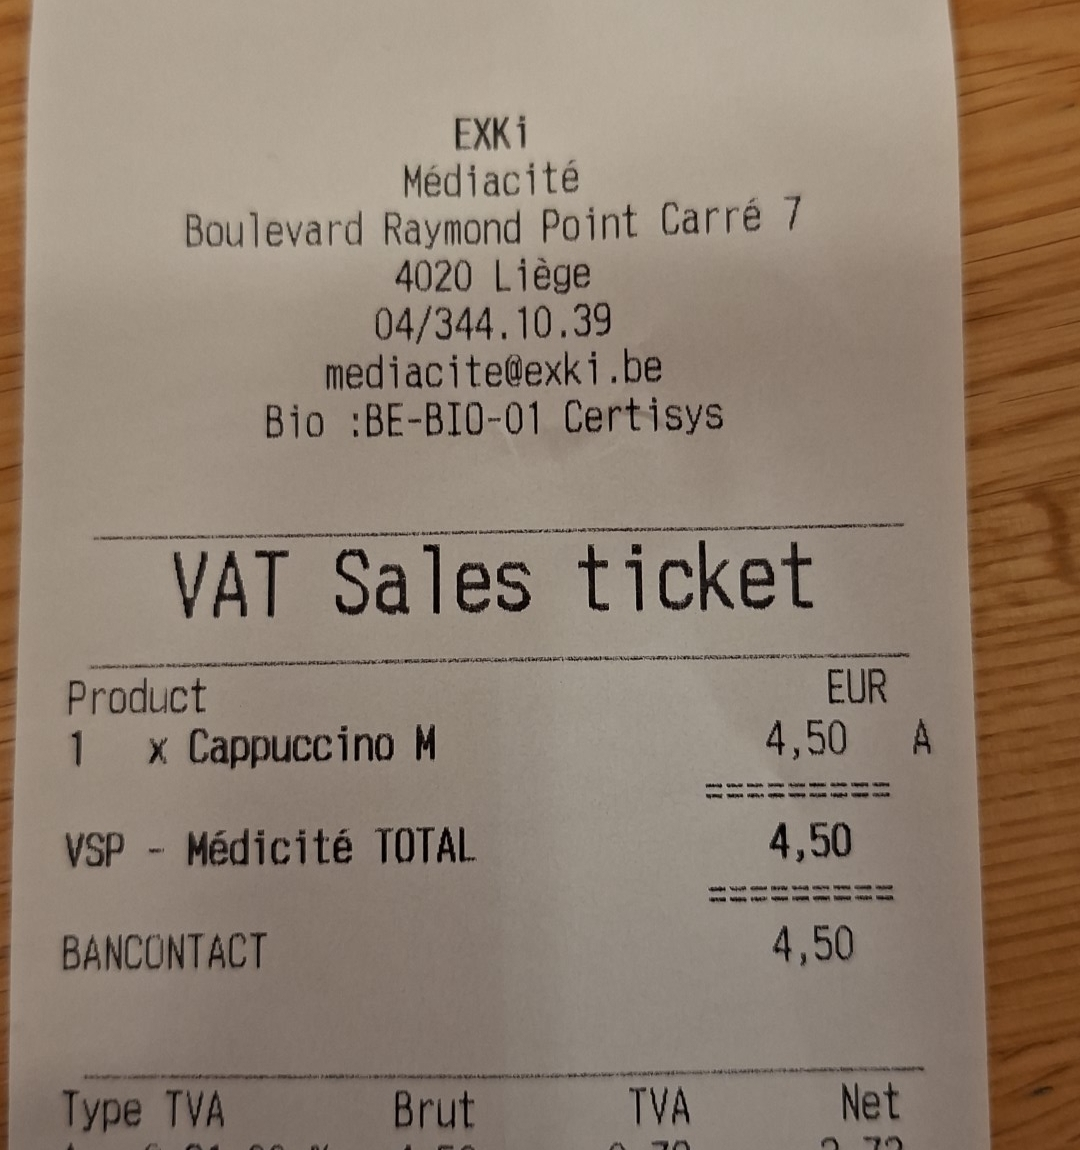 EXKi
Médiacité
Boulevard Raymond Point Carré 7
4020 Liège
04/344.10.39
mediacite@exki.be
Bio :BE-BIO-01 Certisys
VAT Sales ticket
Product EUR
1 x Cappuccino M 4,50 A
========= 
VSP - Médicité TOTAL 4,50
=========
BANCONTACT 4,50
Type TVA Brut TVA Net